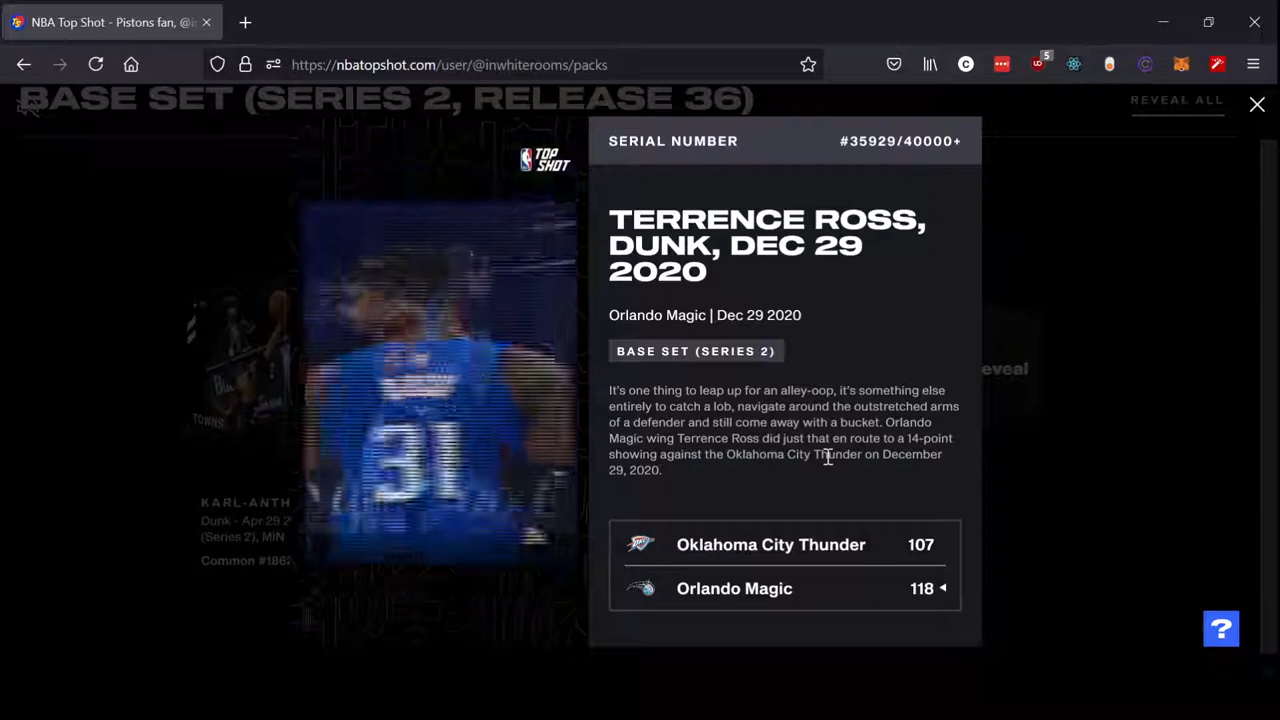 NBA Top Shot - Pistons fan, @in
https://nbatopshot.com/user/@inwhiterooms/packs
5
BASE SET (SERIES 2, RELEASE 36)
REVEAL ALL
TOP SHOT
SERIAL NUMBER #35929/40000+
TERRENCE ROSS,
DUNK, DEC 29
2020
Orlando Magic | Dec 29 2020
BASE SET (SERIES 2)
It's one thing to leap up for an alley-oop, it's something else
entirely to catch a lob, navigate around the outstretched arms
of a defender and still come away with a bucket. Orlando
Magic wing Terrence Ross did just that en route to a 14-point
showing against the Oklahoma City Thunder on December
29, 2020.
Oklahoma City Thunder 107
Orlando Magic 118
TOWNS
KARL-ANTH
Dunk - Apr 29 2
(Series 2), MIN
Common #186
31
eveal
?